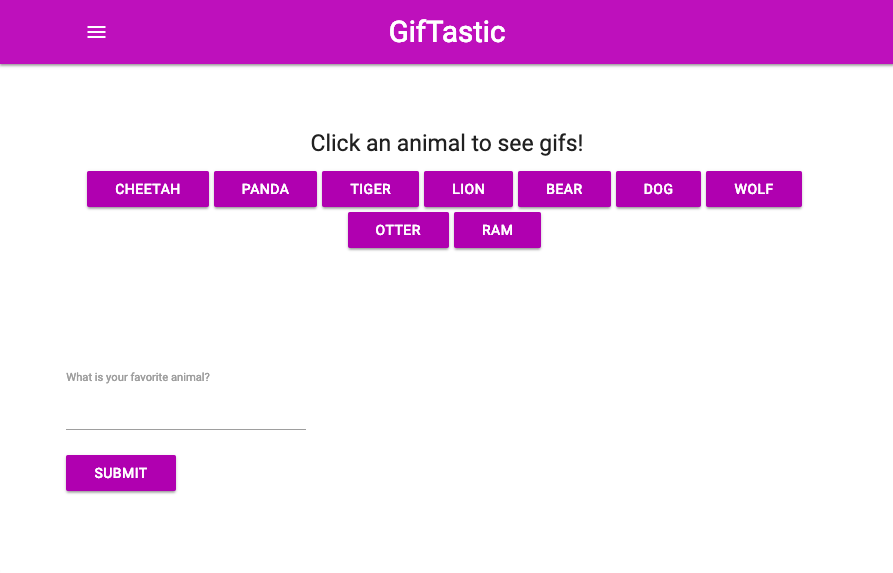 GifTastic
Click an animal to see gifs!
CHEETAH PANDA TIGER LION BEAR DOG WOLF
OTTER RAM
What is your favorite animal?
SUBMIT